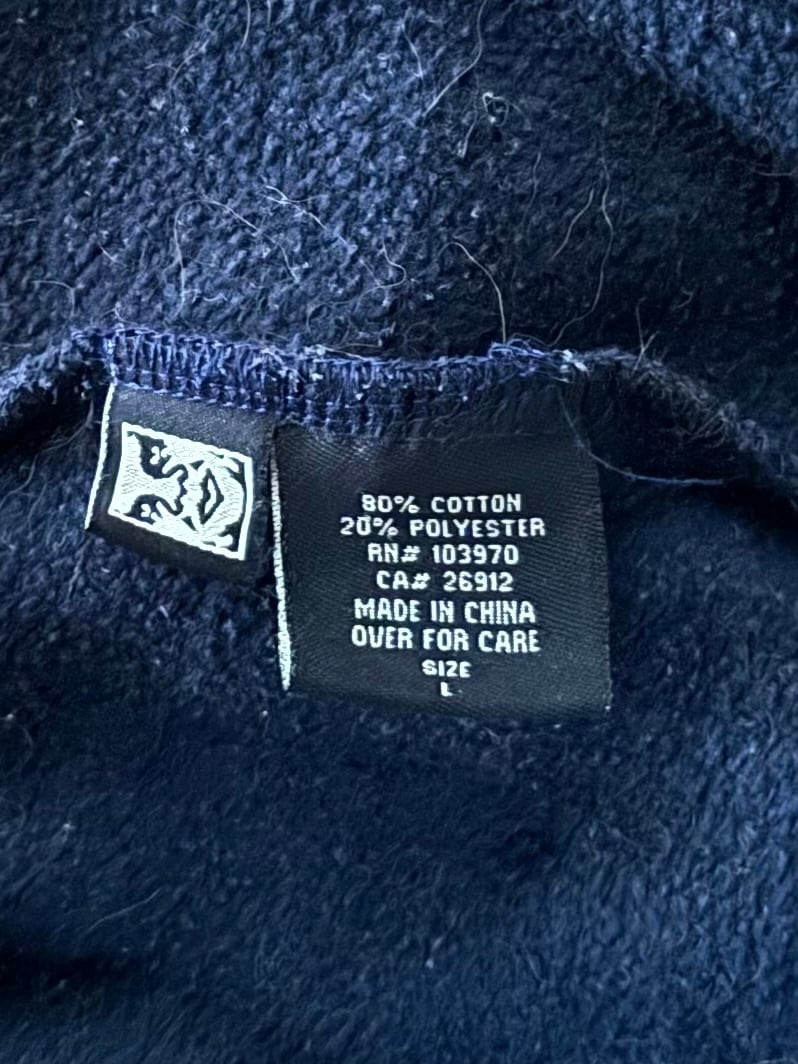 80% COTTON
20% POLYESTER
RN# 103970
CA# 26912
MADE IN CHINA
OVER FOR CARE
SIZE
L